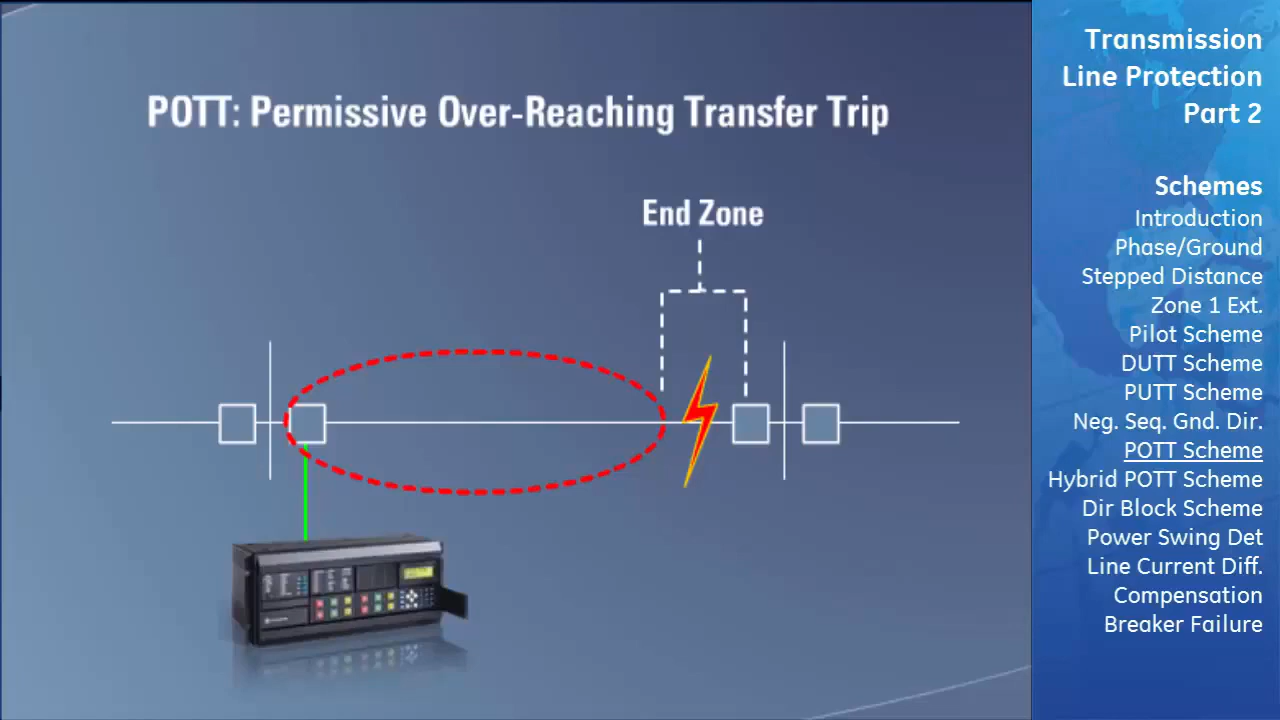 POTT: Permissive Over-Reaching Transfer Trip
End Zone
Transmission
Line Protection
Part 2
Schemes
Introduction
Phase/Ground
Stepped Distance
Zone 1 Ext.
Pilot Scheme
DUTT Scheme
PUTT Scheme
Neg. Seq. Gnd. Dir.
POTT Scheme
Hybrid POTT Scheme
Dir Block Scheme
Power Swing Det
Line Current Diff.
Compensation
Breaker Failure